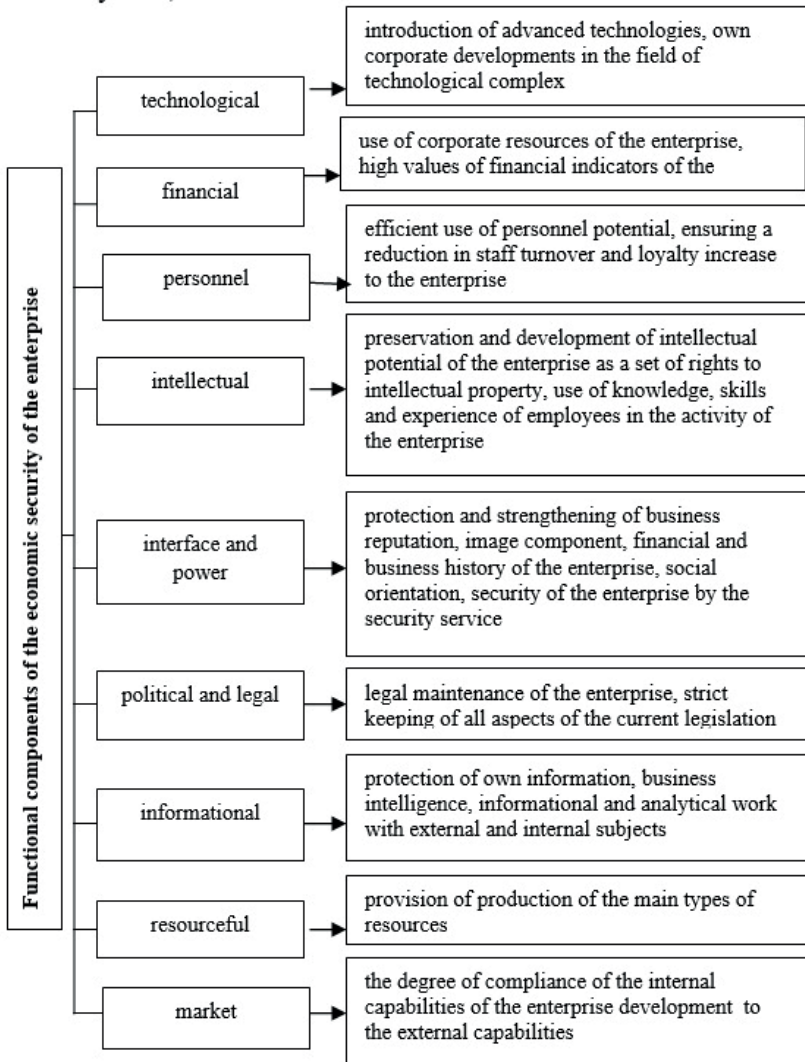 Functional components of the economic security of the enterprise
technological
introduction of advanced technologies, own
corporate developments in the field of
technological complex
financial
use of corporate resources of the enterprise,
high values of financial indicators of the
personnel
efficient use of personnel potential, ensuring a
reduction in staff turnover and loyalty increase
to the enterprise
intellectual
preservation and development of intellectual
potential of the enterprise as a set of rights to
intellectual property, use of knowledge, skills
and experience of employees in the activity of
the enterprise
interface and
power
protection and strengthening of business
reputation, image component, financial and
business history of the enterprise, social
orientation, security of the enterprise by the
security service
political and legal
legal maintenance of the enterprise, strict
keeping of all aspects of the current legislation
informational
protection of own information, business
intelligence, informational and analytical work
with external and internal subjects
resourceful
provision of production of the main types of
resources
market
the degree of compliance of the internal
capabilities of the enterprise development to
the external capabilities